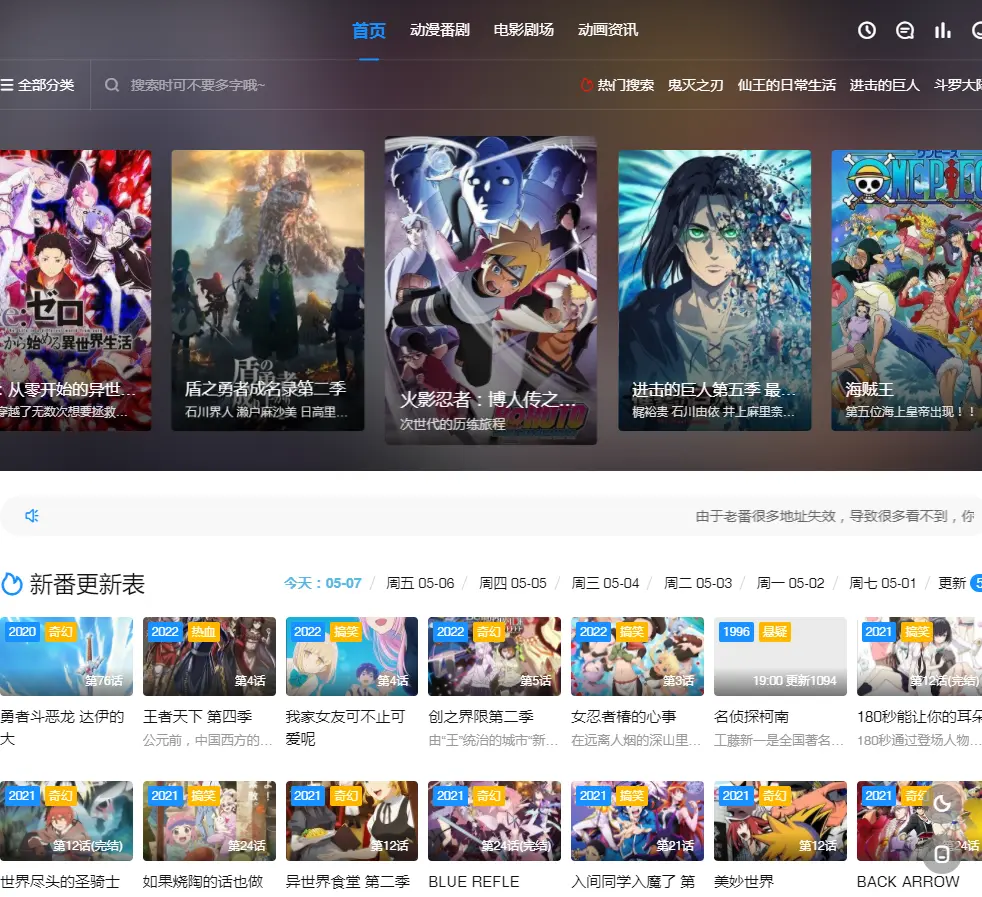 首页 动漫番剧 电影剧场 动画资讯
全部分类 搜索时可不要多字哦~ 热门搜索 鬼灭之刃 仙王的日常生活 进击的巨人 斗罗大陆
ゼロ
から始める異世界生活
盾の
ONE PIECE
ワンピース
BORUTO
：从零开始的异世... 盾之勇者成名录第二季 火影忍者：博人传之... 进击的巨人第五季 最... 海贼王
穿越了无数次想要拯救... 石川界人 濑户麻沙美 日高里... 次世代的历练旅程 梶裕贵 石川由依 井上麻里奈... 第五位海上皇帝出现！！
由于老番很多地址失效，导致很多看不到，你
新番更新表 今天：05-07 / 周五 05-06 / 周四 05-05 / 周三 05-04 / 周二 05-03 / 周一 05-02 / 周七 05-01 / 更新 5
2020 奇幻 2022 热血 2022 搞笑 2022 奇幻 2022 搞笑 1996 悬疑 2021 搞笑
第76话 第4话 第4话 第5话 第3话 19:00 更新1094 第12话(完结)
勇者斗恶龙 达伊的大 王者天下 第四季 我家女友可不止可爱呢 创之界限第二季 女忍者椿的心事 名侦探柯南 180秒能让你的耳朵
公元前，中国西方的... 由“王”统治的城市“新... 在远离人烟的深山里... 工藤新一是全国著名... 180秒通过登场人物...
2021 奇幻 2021 搞笑 2021 奇幻 2021 奇幻 2021 搞笑 2021 奇幻 2021 奇幻
第12话(完结) 第24话 第12话 第24话(完结) 第21话 第12话 24话
世界尽头的圣骑士 如果烧陶的话也做 异世界食堂 第二季 BLUE REFLE 入间同学入魔了 第 美妙世界 BACK ARROW